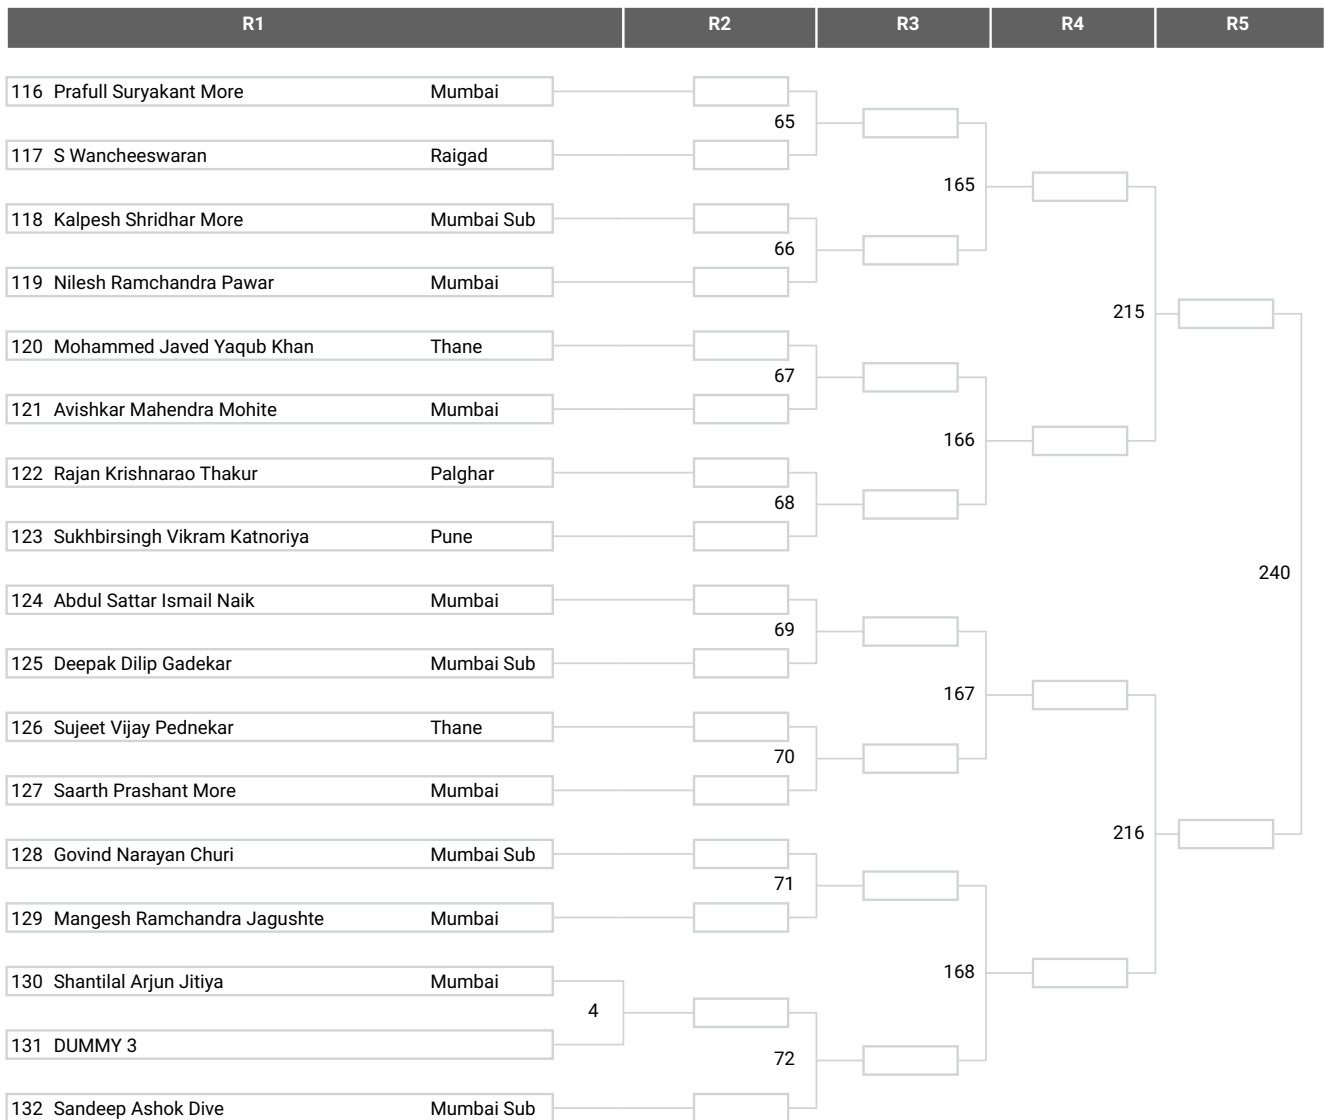 R1 R2 R3 R4 R5
116 Prafull Suryakant More Mumbai
65
117 S Wancheeswaran Raigad
165
118 Kalpesh Shridhar More Mumbai Sub
66
119 Nilesh Ramchandra Pawar Mumbai
215
120 Mohammed Javed Yaqub Khan Thane
67
121 Avishkar Mahendra Mohite Mumbai
166
122 Rajan Krishnarao Thakur Palghar
68
123 Sukhbirsingh Vikram Katnoriya Pune
240
124 Abdul Sattar Ismail Naik Mumbai
69
125 Deepak Dilip Gadekar Mumbai Sub
167
126 Sujeet Vijay Pednekar Thane
70
127 Saarth Prashant More Mumbai
216
128 Govind Narayan Churi Mumbai Sub
71
129 Mangesh Ramchandra Jagushte Mumbai
168
130 Shantilal Arjun Jitiya Mumbai
4
131 DUMMY 3
72
132 Sandeep Ashok Dive Mumbai Sub